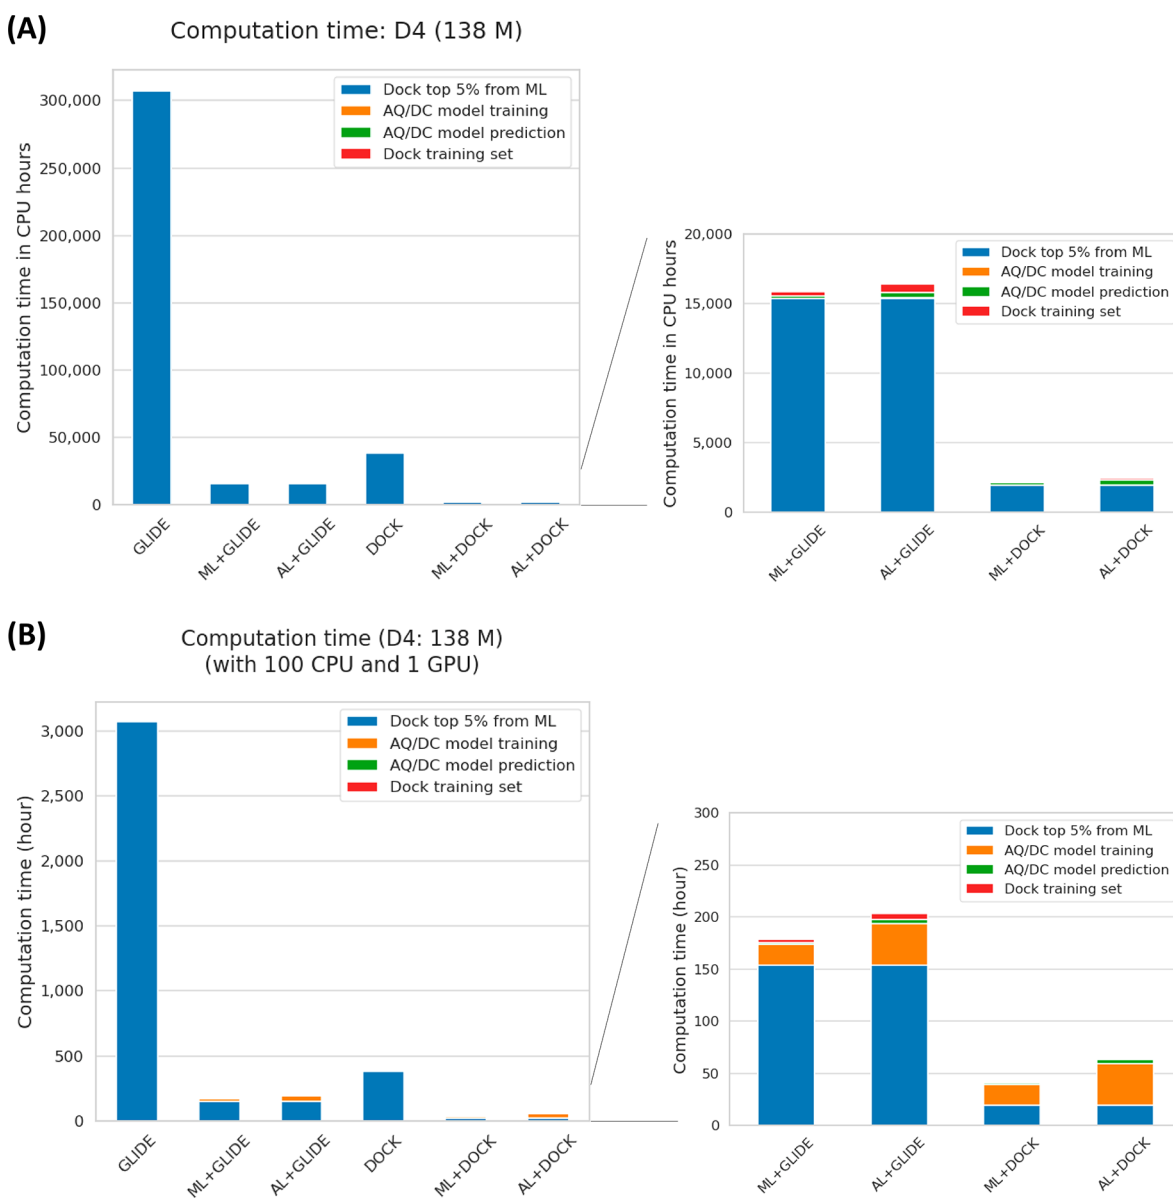 (A)
Computation time: D4 (138 M)
Computation time in CPU hours
300,000
250,000
200,000
150,000
100,000
50,000
0
Dock top 5% from ML
AQ/DC model training
AQ/DC model prediction
Dock training set
GLIDE
ML+GLIDE
AL+GLIDE
DOCK
ML+DOCK
AL+DOCK
Computation time in CPU hours
20,000
15,000
10,000
5,000
0
Dock top 5% from ML
AQ/DC model training
AQ/DC model prediction
Dock training set
ML+GLIDE
AL+GLIDE
ML+DOCK
AL+DOCK
(B)
Computation time (D4: 138 M)
(with 100 CPU and 1 GPU)
Computation time (hour)
3,000
2,500
2,000
1,500
1,000
500
0
Dock top 5% from ML
AQ/DC model training
AQ/DC model prediction
Dock training set
GLIDE
ML+GLIDE
AL+GLIDE
DOCK
ML+DOCK
AL+DOCK
Computation time (hour)
300
250
200
150
100
50
0
Dock top 5% from ML
AQ/DC model training
AQ/DC model prediction
Dock training set
ML+GLIDE
AL+GLIDE
ML+DOCK
AL+DOCK